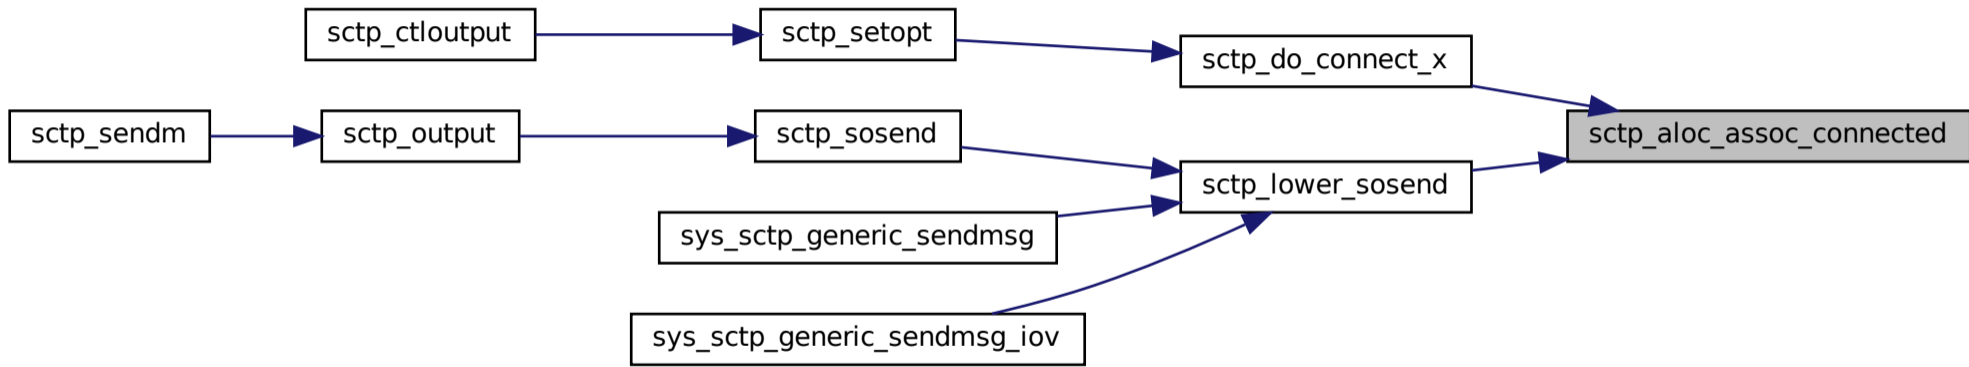 sctp_ctloutput
sctp_setopt
sctp_do_connect_x
sctp_sendm
sctp_output
sctp_sosend
sctp_aloc_assoc_connected
sctp_lower_sosend
sys_sctp_generic_sendmsg
sys_sctp_generic_sendmsg_iov